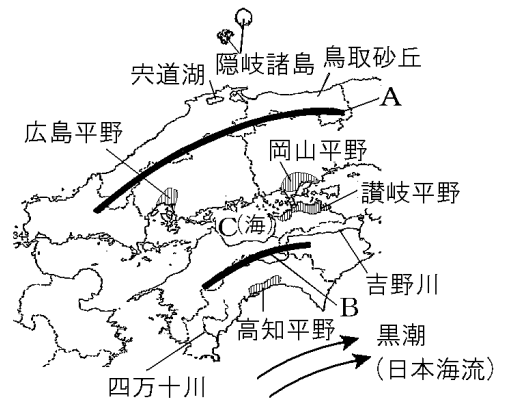 隠岐諸島
鳥取砂丘
宍道湖
A
広島平野
岡山平野
讃岐平野
C(海)
34
吉野川
B
高知平野
黒潮
(日本海流)
四万十川